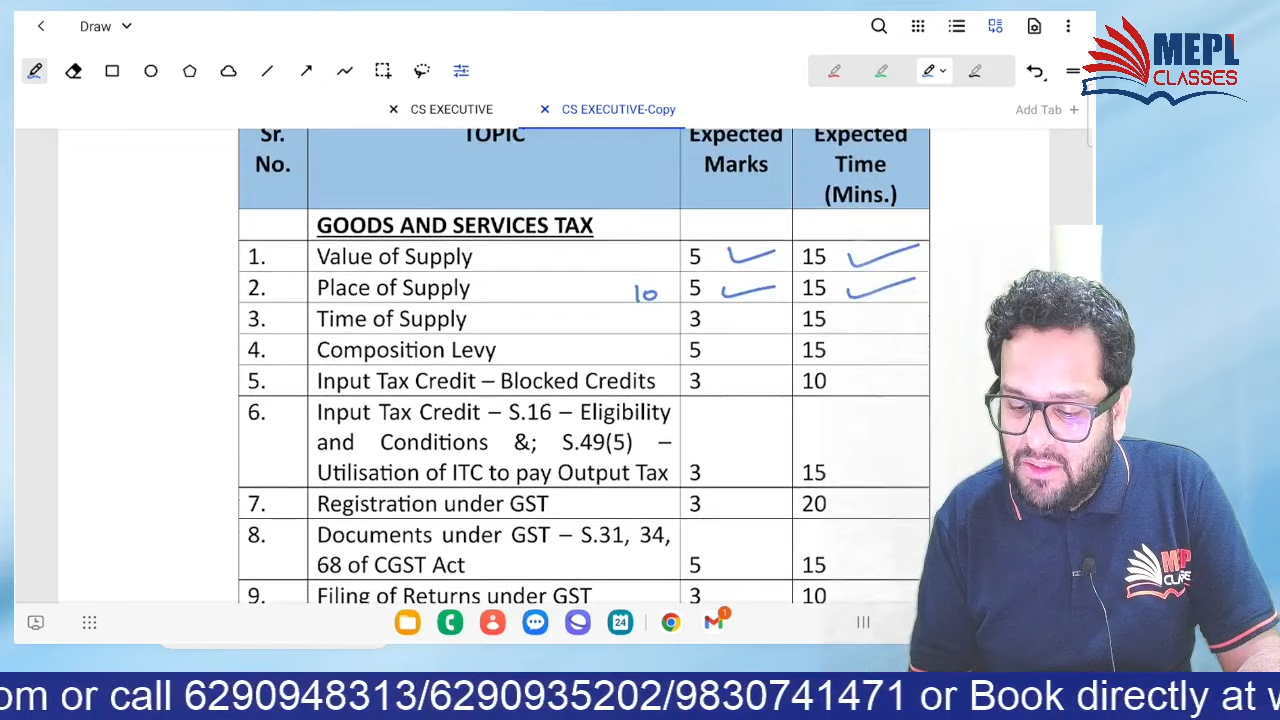 Draw
MEPL
CLASSES
CS EXECUTIVE
CS EXECUTIVE-Copy
Add Tab +
Sr. No.
TOPIC
Expected Marks
Expected Time (Mins.)
GOODS AND SERVICES TAX
1. Value of Supply 5 15
2. Place of Supply 10 5 15
3. Time of Supply 3 15
4. Composition Levy 5 15
5. Input Tax Credit – Blocked Credits 3 10
6. Input Tax Credit – S.16 – Eligibility
and Conditions &; S.49(5) –
Utilisation of ITC to pay Output Tax 3 15
7. Registration under GST 3 20
8. Documents under GST – S.31, 34,
68 of CGST Act 5 15
9. Filing of Returns under GST 3 10
24
1
MEPL
om or call 6290948313/6290935202/9830741471 or Book directly at w